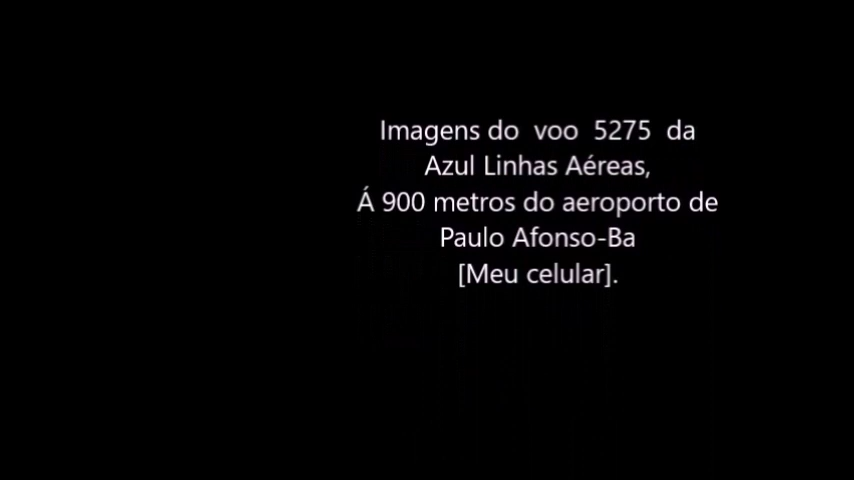 Imagens do voo 5275 da
Azul Linhas Aéreas,
Á 900 metros do aeroporto de
Paulo Afonso-Ba
[Meu celular].